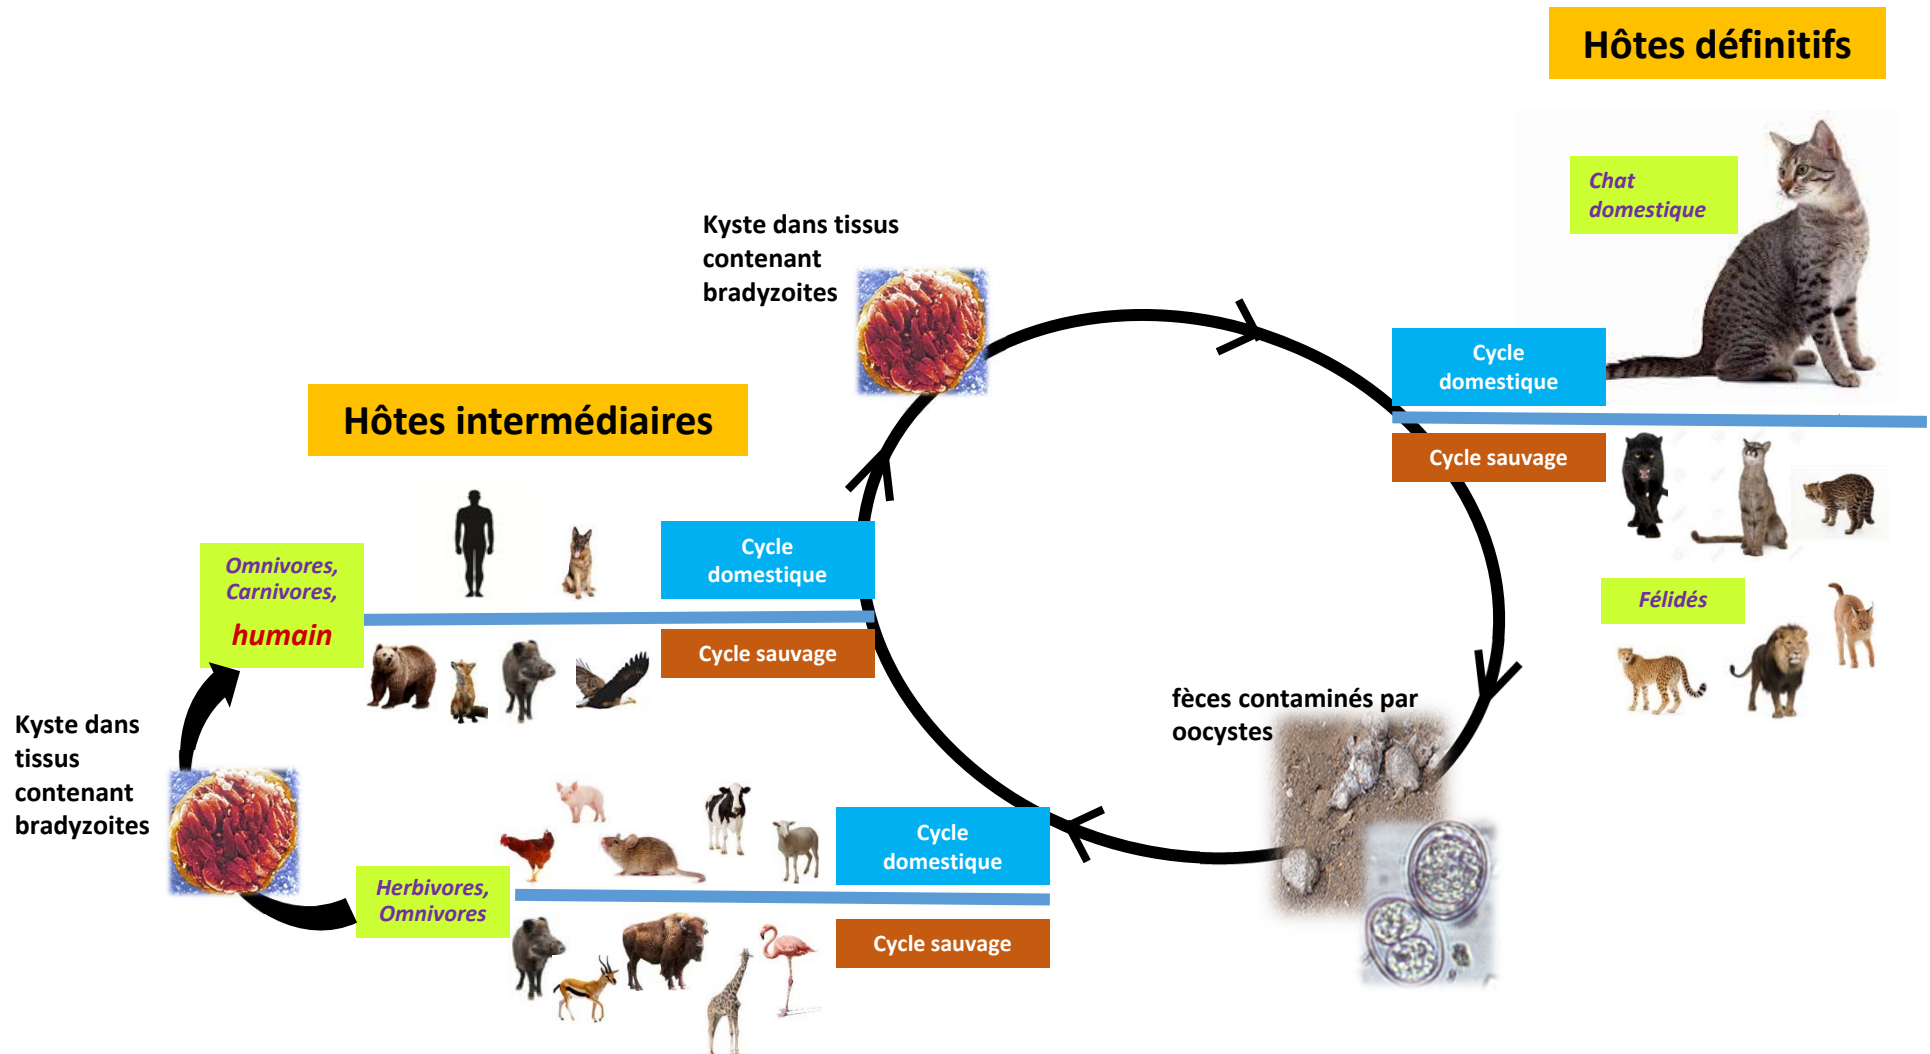 Hôtes définitifs
Chat
domestique
Kyste dans tissus
contenant
bradyzoites
Cycle
domestique
Cycle sauvage
Hôtes intermédiaires
Omnivores,
Carnivores,
humain
Cycle
domestique
Cycle sauvage
Félidés
fèces contaminés par
oocystes
Kyste dans
tissus
contenant
bradyzoites
Herbivores,
Omnivores
Cycle
domestique
Cycle sauvage